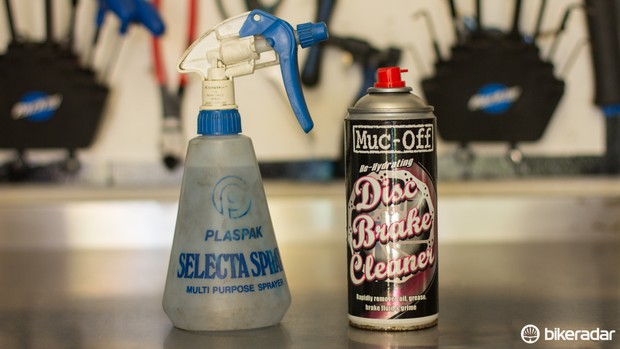 PLASPAK
SELECTA SPRAY
MULTI PURPOSE SPRAYER
Muc-Off
De-Hydrating
Disc
Brake
Cleaner
Rapidly removes oil, grease,
brake fluid & grime
bikeradar